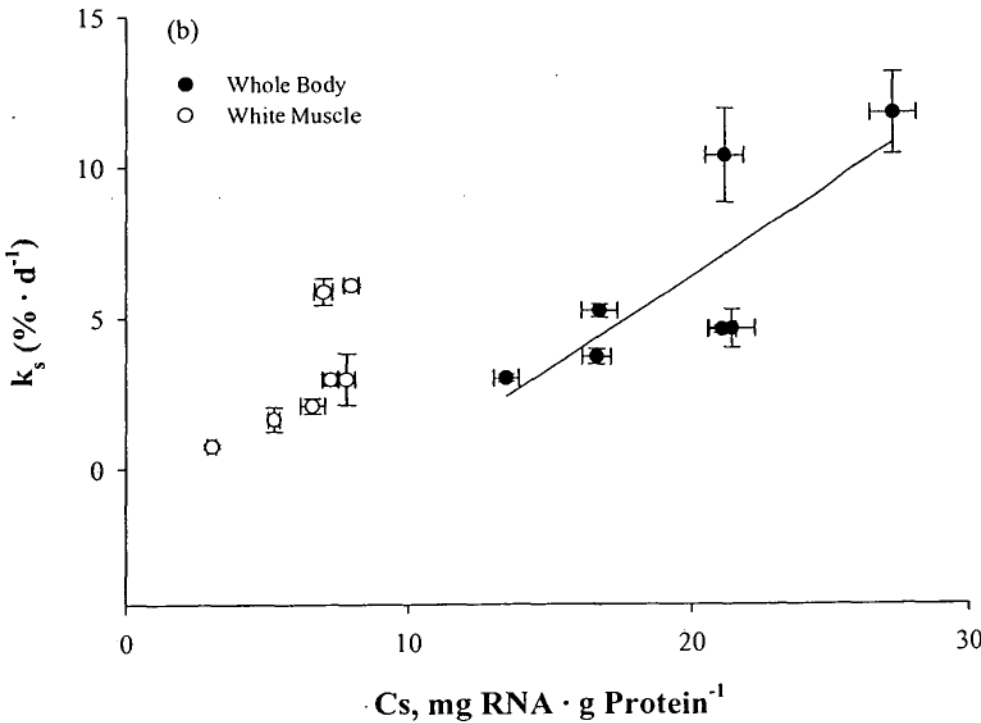 15
(b)
Whole Body
White Muscle
10
5
0
k_s (% · d⁻¹)
0 10 20 30
Cs, mg RNA · g Protein⁻¹